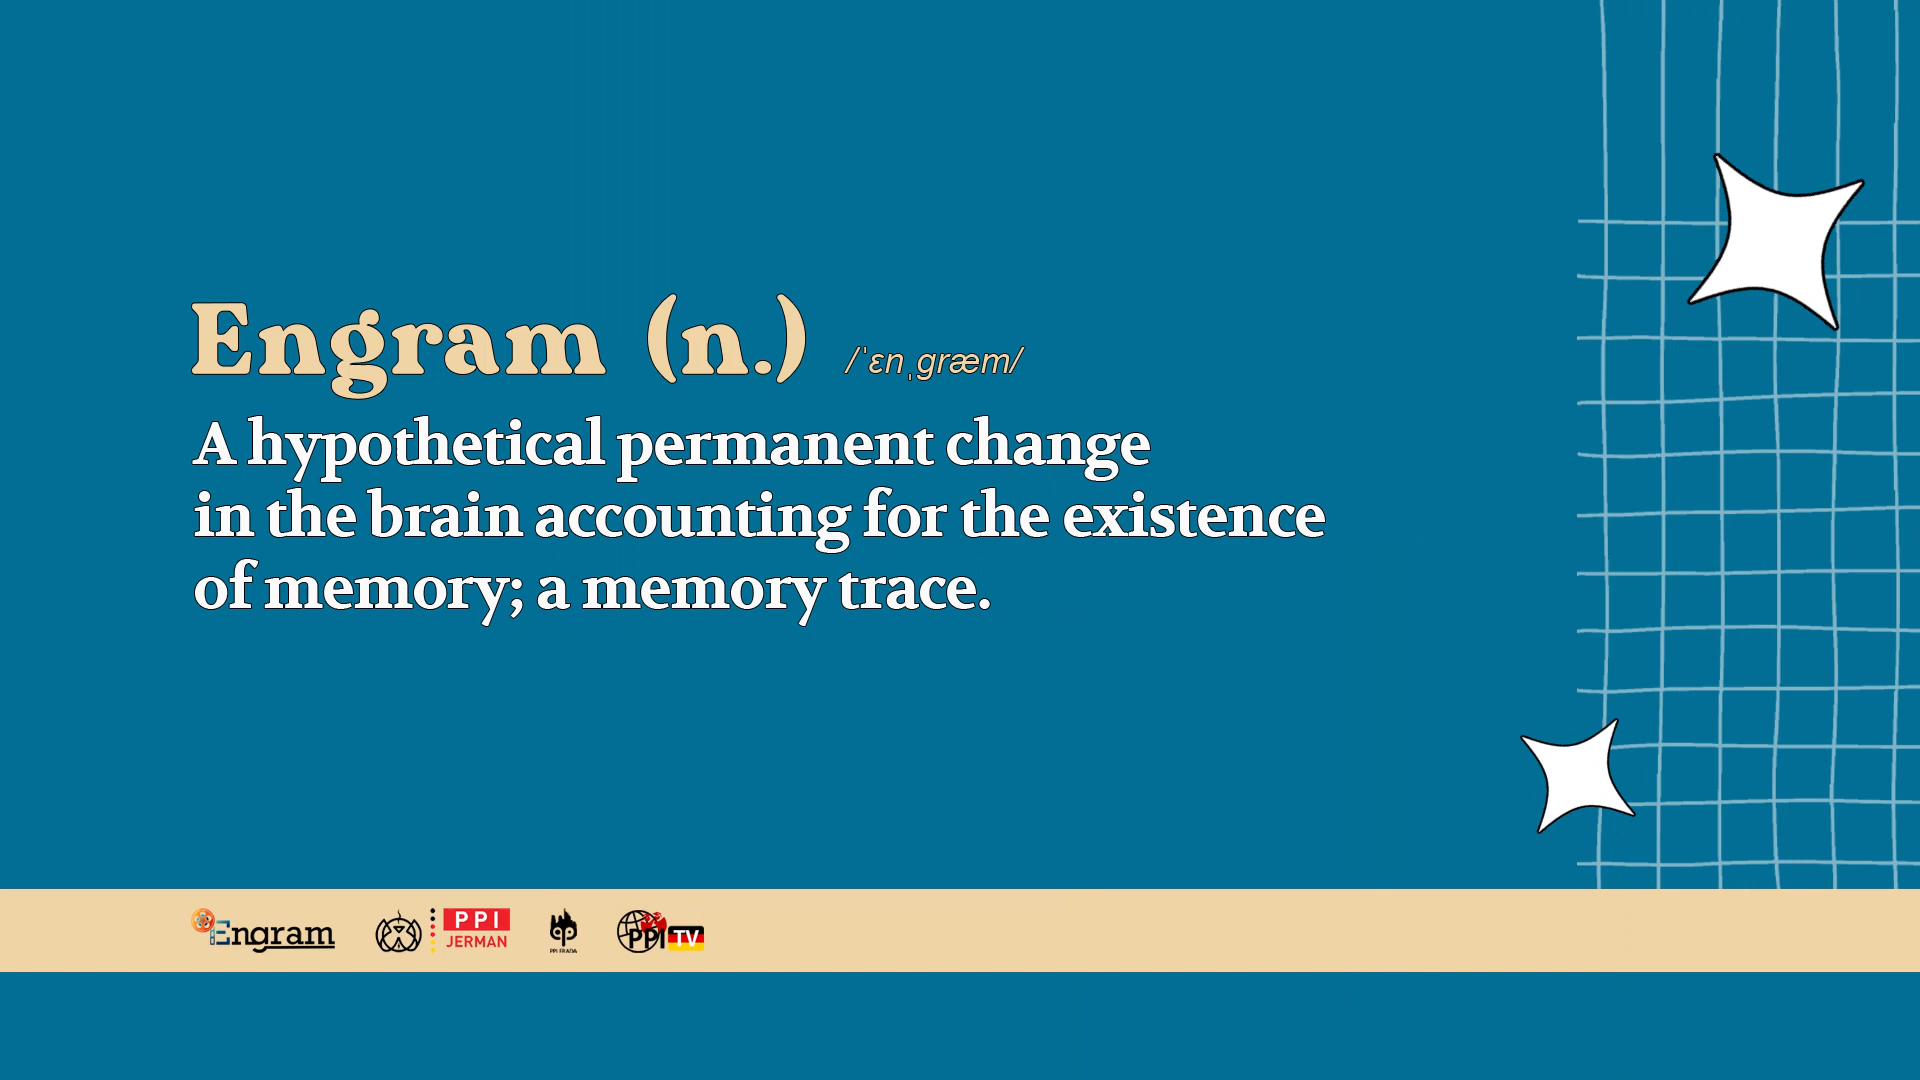 Engram (n.) /ˈɛnˌɡræm/
A hypothetical permanent change
in the brain accounting for the existence
of memory; a memory trace.
Engram
PPI
JERMAN
PPI
TV